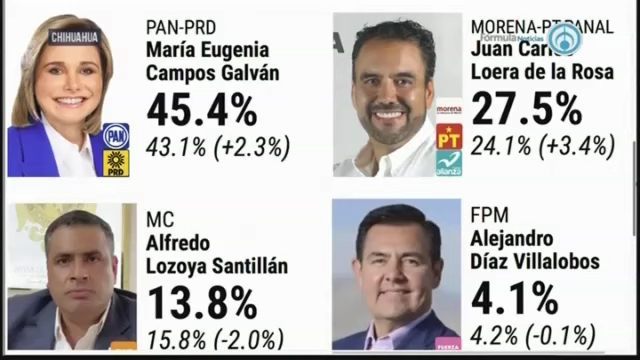 CHIHUAHUA
PAN-PRD
María Eugenia
Campos Galván
45.4%
43.1% (+2.3%)
PAN
PRD
Fórmula
Noticias
MORENA-PT-PANAL
Juan Carlos
Loera de la Rosa
27.5%
24.1% (+3.4%)
morena
PT
alianza
MC
Alfredo
Lozoya Santillán
13.8%
15.8% (-2.0%)
FPM
Alejandro
Díaz Villalobos
4.1%
4.2% (-0.1%)
FUERZA